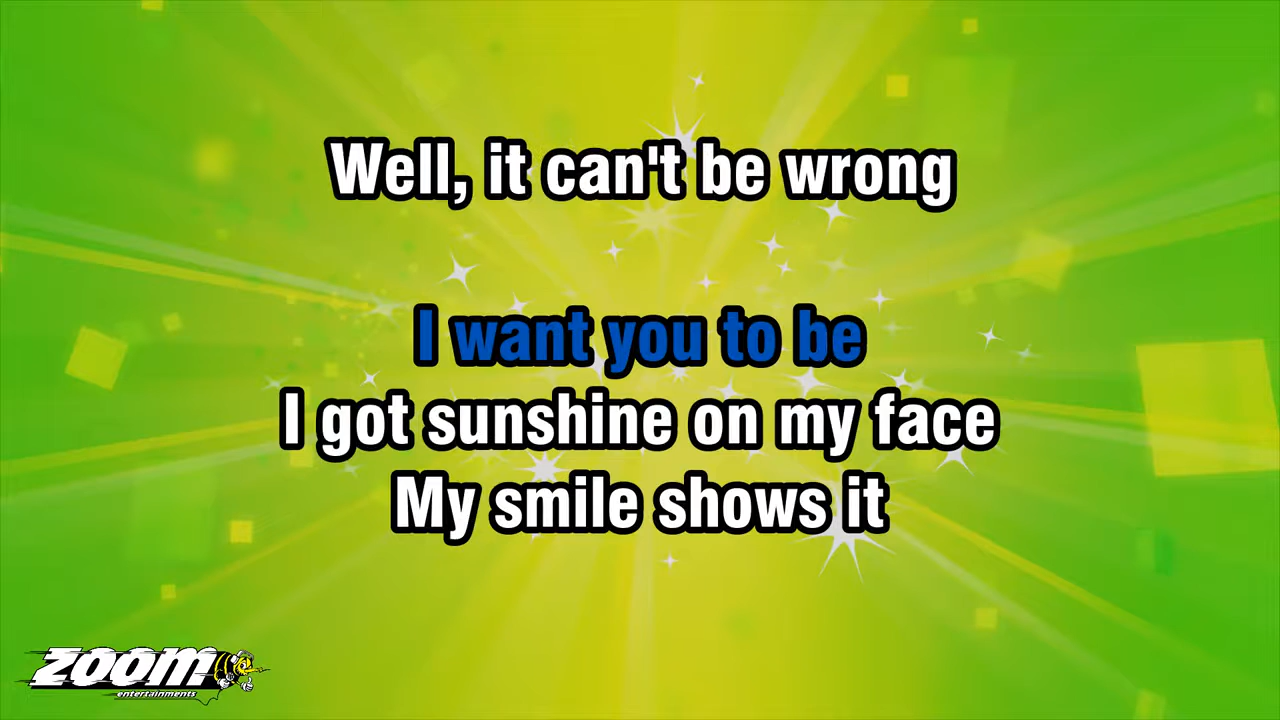 Well, it can't be wrong
I want you to be
I got sunshine on my face
My smile shows it
ZOOM
entertainments